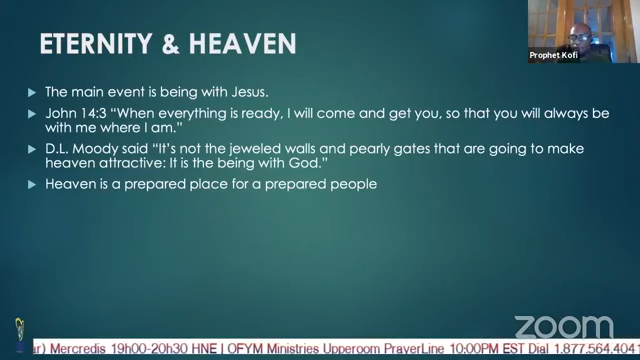 ETERNITY & HEAVEN
Prophet Kofi
The main event is being with Jesus.
John 14:3 “When everything is ready, I will come and get you, so that you will always be
with me where I am.”
D.L. Moody said “It’s not the jeweled walls and pearly gates that are going to make
heaven attractive: It is the being with God.”
Heaven is a prepared place for a prepared people
zoom
ar) Mercredis 19h00-20h30 HNE | OFYM Ministries Upperroom PrayerLine 10:00PM EST Dial 1.877.564.404